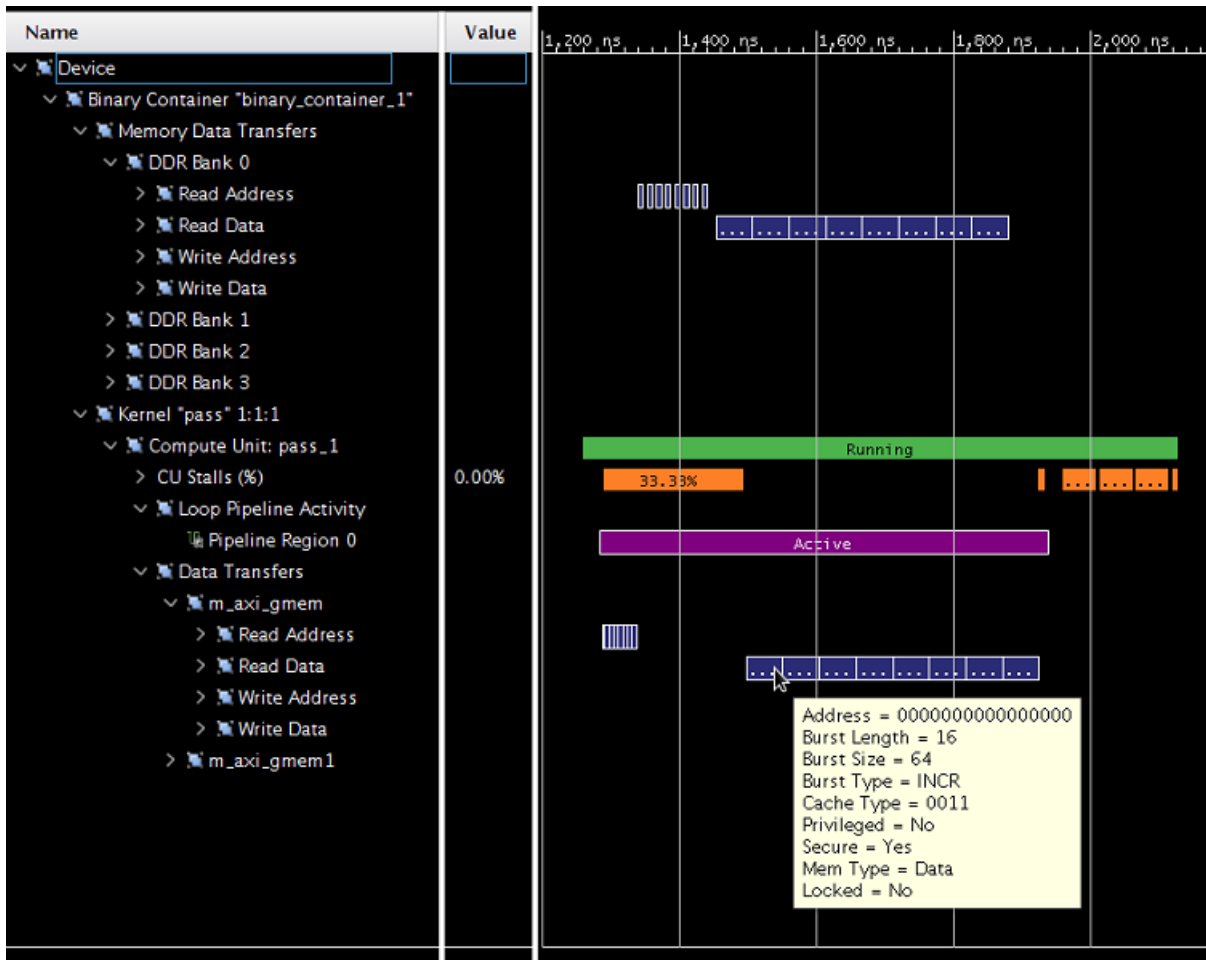 Name Value
1,200 ns 1,400 ns 1,600 ns 1,800 ns 2,000 ns
Device
Binary Container "binary_container_1"
Memory Data Transfers
DDR Bank 0
Read Address
Read Data ... ... ... ... ... ... ... ...
Write Address
Write Data
DDR Bank 1
DDR Bank 2
DDR Bank 3
Kernel "pass" 1:1:1
Compute Unit: pass_1 Running
CU Stalls (%) 0.00% 33.33% ... ... ...
Loop Pipeline Activity
Pipeline Region 0 Active
Data Transfers
m_axi_gmem
Read Address
Read Data ... ... ... ... ... ... ... ...
Write Address
Write Data
m_axi_gmem1
Address = 0000000000000000
Burst Length = 16
Burst Size = 64
Burst Type = INCR
Cache Type = 0011
Privileged = No
Secure = Yes
Mem Type = Data
Locked = No